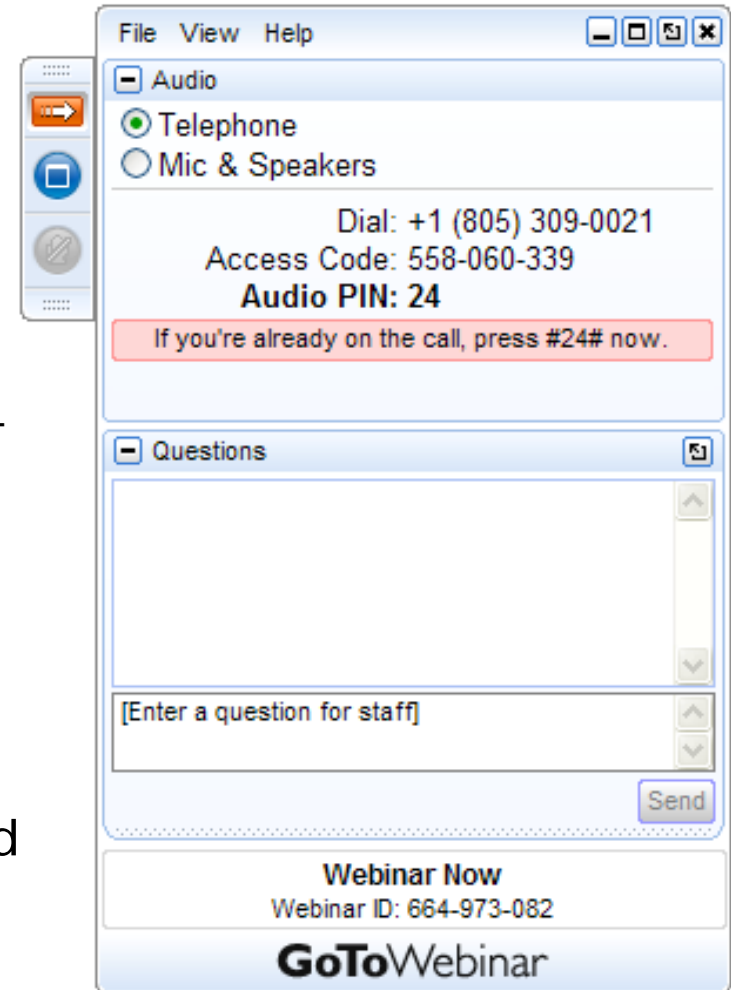 File View Help
Audio
Telephone
Mic & Speakers
Dial: +1 (805) 309-0021
Access Code: 558-060-339
Audio PIN: 24
If you're already on the call, press #24# now.
Questions
[Enter a question for staff]
Send
d
Webinar Now
Webinar ID: 664-973-082
GoToWebinar